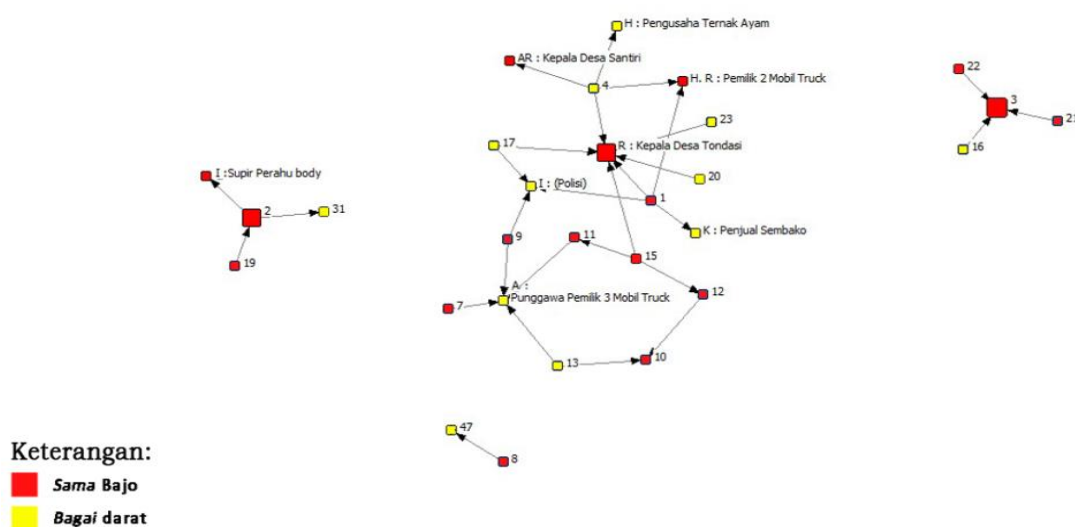 H : Pengusaha Ternak Ayam
AR : Kepala Desa Santiri
4
H. R : Pemilik 2 Mobil Truck
22
3
21
16
23
17
R : Kepala Desa Tondasi
20
I :Supir Perahu body
I : (Polisi)
1
2
31
K : Penjual Sembako
9
11
15
19
A :
Punggawa Pemilik 3 Mobil Truck
12
7
13
10
47
8
Keterangan:
Sama Bajo
Bagai darat